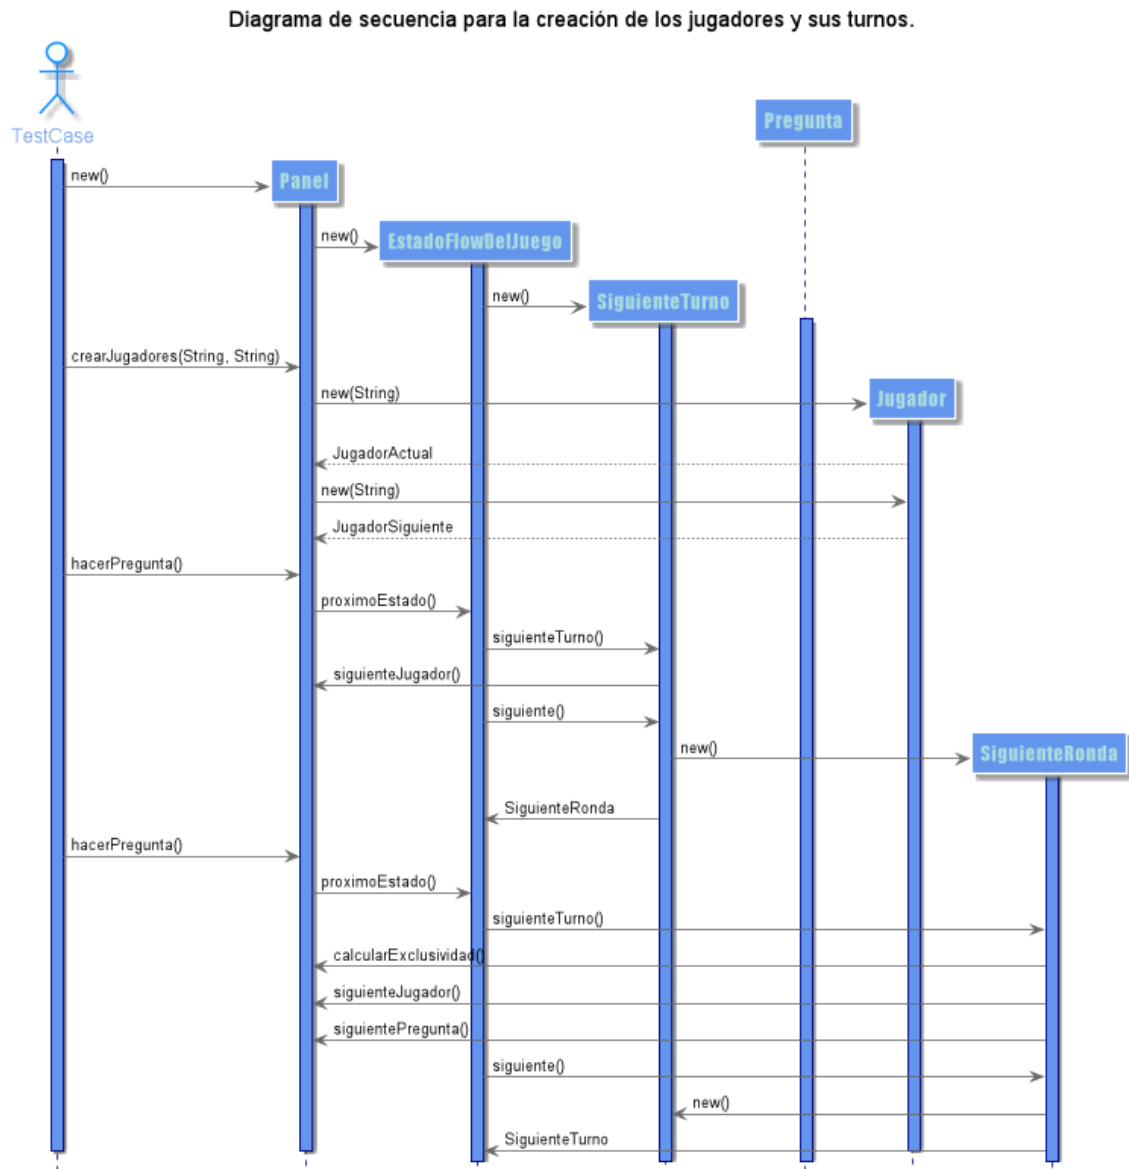 Diagrama de secuencia para la creación de los jugadores y sus turnos.
TestCase
Pregunta
new()
Panel
new()
EstadoFlowDelJuego
new()
SiguienteTurno
crearJugadores(String, String)
new(String)
Jugador
JugadorActual
new(String)
JugadorSiguiente
hacerPregunta()
proximoEstado()
siguienteTurno()
siguienteJugador()
siguiente()
new()
SiguienteRonda
SiguienteRonda
hacerPregunta()
proximoEstado()
siguienteTurno()
calcularExclusividad()
siguienteJugador()
siguientePregunta()
siguiente()
new()
SiguienteTurno